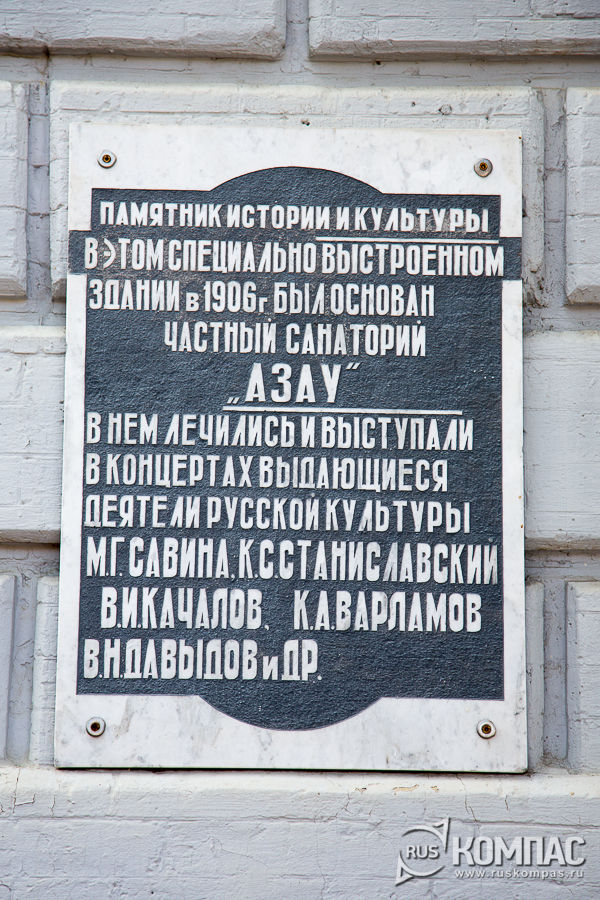 ПАМЯТНИК ИСТОРИИ И КУЛЬТУРЫ
В ЭТОМ СПЕЦИАЛЬНО ВЫСТРОЕННОМ
ЗДАНИИ в 1906г. БЫЛ ОСНОВАН
ЧАСТНЫЙ САНАТОРИЙ
„АЗАУ"
В НЕМ ЛЕЧИЛИСЬ И ВЫСТУПАЛИ
В КОНЦЕРТАХ ВЫДАЮЩИЕСЯ
ДЕЯТЕЛИ РУССКОЙ КУЛЬТУРЫ
М.Г.САВИНА, К.С.СТАНИСЛАВСКИЙ
В.И.КАЧАЛОВ, К.А.ВАРЛАМОВ
В.Н.ДАВЫДОВ и ДР.
RUS КОМПАС
www.ruskompas.ru